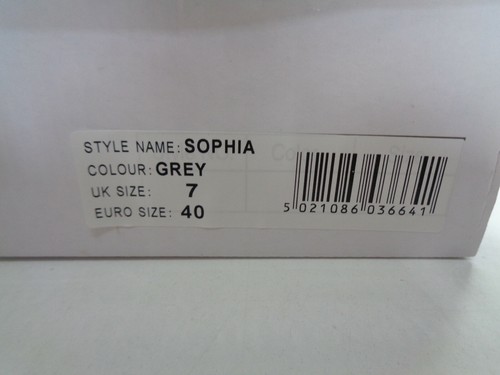 STYLE NAME: SOPHIA
COLOUR: GREY
UK SIZE: 7
EURO SIZE: 40
5 021086 036641